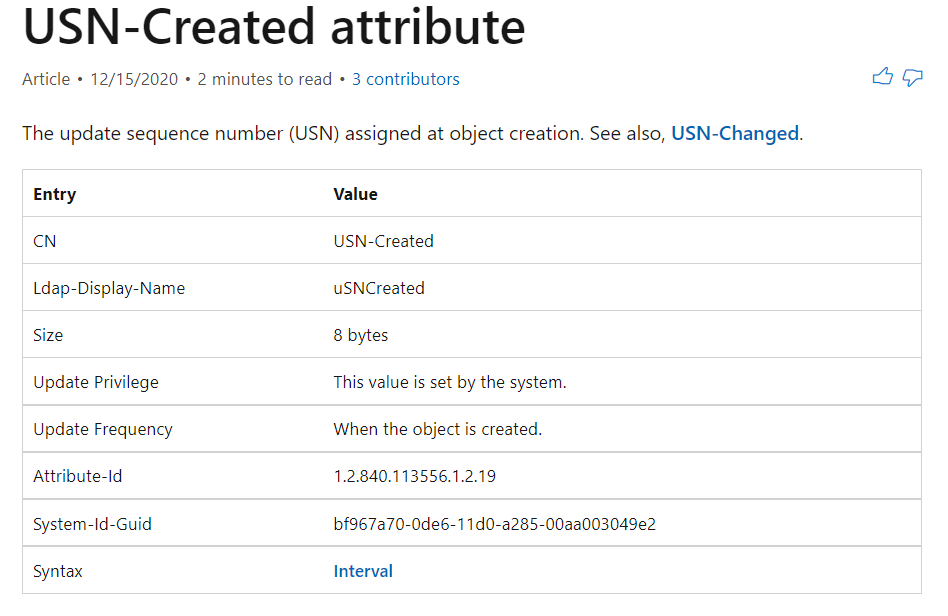 USN-Created attribute
Article • 12/15/2020 • 2 minutes to read • 3 contributors
The update sequence number (USN) assigned at object creation. See also, USN-Changed.
Entry Value
CN USN-Created
Ldap-Display-Name uSNCreated
Size 8 bytes
Update Privilege This value is set by the system.
Update Frequency When the object is created.
Attribute-Id 1.2.840.113556.1.2.19
System-Id-Guid bf967a70-0de6-11d0-a285-00aa003049e2
Syntax Interval